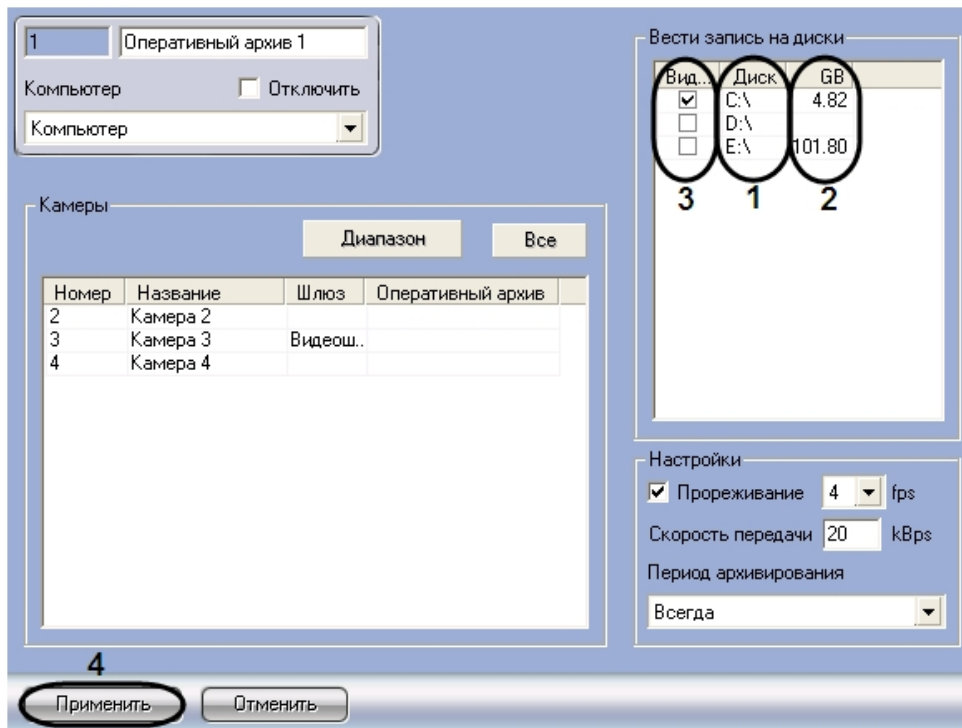 1 Оперативный архив 1
Компьютер Отключить
Компьютер
Камеры
Диапазон Все
Номер Название Шлюз Оперативный архив
2 Камера 2
3 Камера 3 Видеош..
4 Камера 4
Вести запись на диски
Вид... Диск GB
C:\ 4.82
D:\
E:\ 101.80
3 1 2
Настройки
Прореживание 4 fps
Скорость передачи 20 kBps
Период архивирования
Всегда
4
Применить Отменить